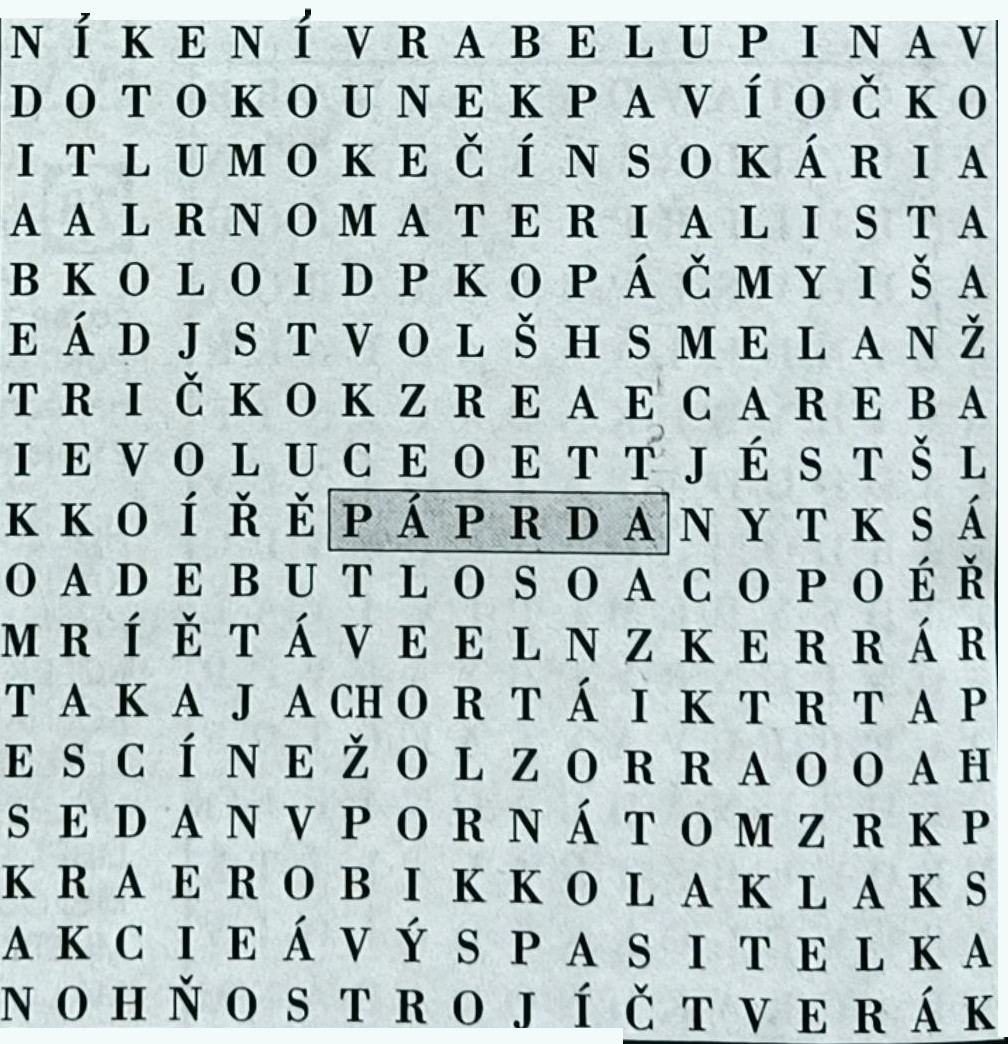 N Í K E N Í V R A B E L U P I N A V
D O T O K O U N E K P A V Í O Č K O
I T L U M O K E Č Í N S O K Á R I A
A A L R N O M A T E R I A L I S T A
B K O L O I D P K O P Á Č M Y I Š A
E Á D J S T V O L Š H S M E L A N Ž
T R I Č K O K Z R E A E C A R E B A
I E V O L U C E O E T T J É S T Š L
K K O Í Ř Ě P Á P R D A N Y T K S Á
O A D E B U T L O S O A C O P O É Ř
M R Í Ě T Á V E E L N Z K E R R Á R
T A K A J A CH O R T Á I K T R T A P
E S C Í N E Ž O L Z O R R A O O A H
S E D A N V P O R N Á T O M Z R K P
K R A E R O B I K K O L A K L A K S
A K C I E Á V Ý S P A S I T E L K A
N O H Ň O S T R O J Í Č T V E R Á K